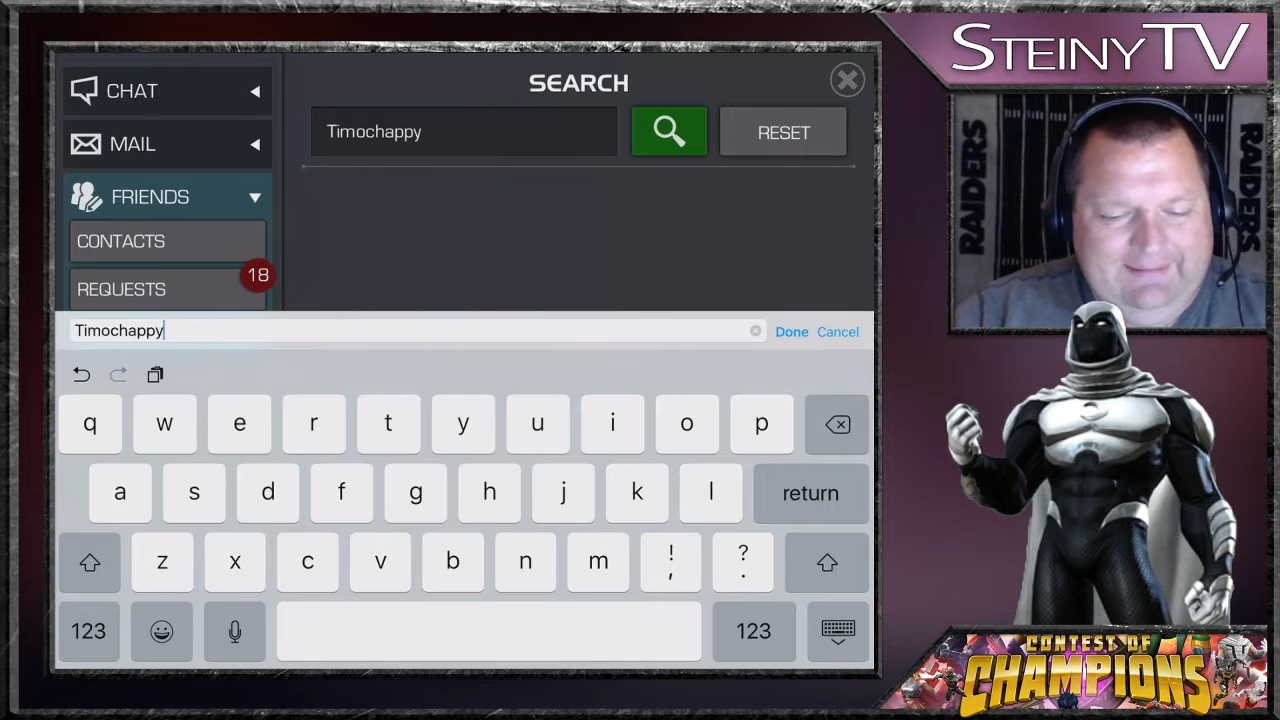 STEINYTV
CHAT
MAIL
FRIENDS
CONTACTS
REQUESTS
18
SEARCH
Timochappy
RESET
Timochappy
Done
Cancel
q w e r t y u i o p
a s d f g h j k l return
z x c v b n m ! , ? .
123 123
RAIDERS
RAIDERS
CONTEST OF
CHAMPIONS